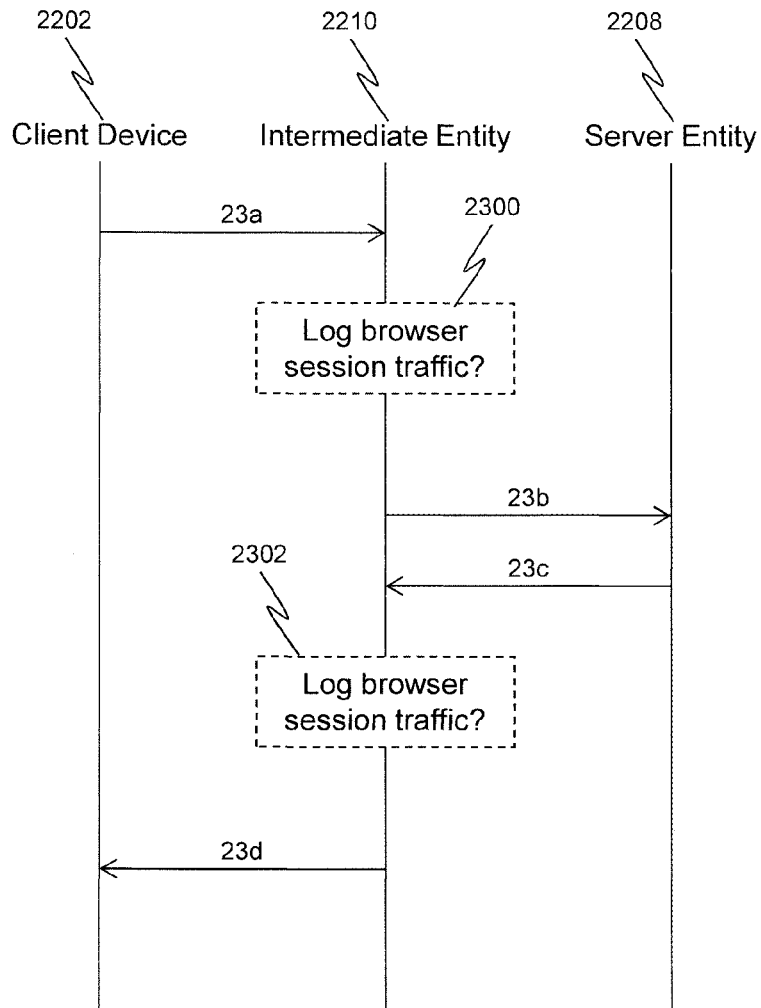 2202
2210
2208
Client Device
Intermediate Entity
Server Entity
23a
2300
Log browser
session traffic?
23b
23c
2302
Log browser
session traffic?
23d